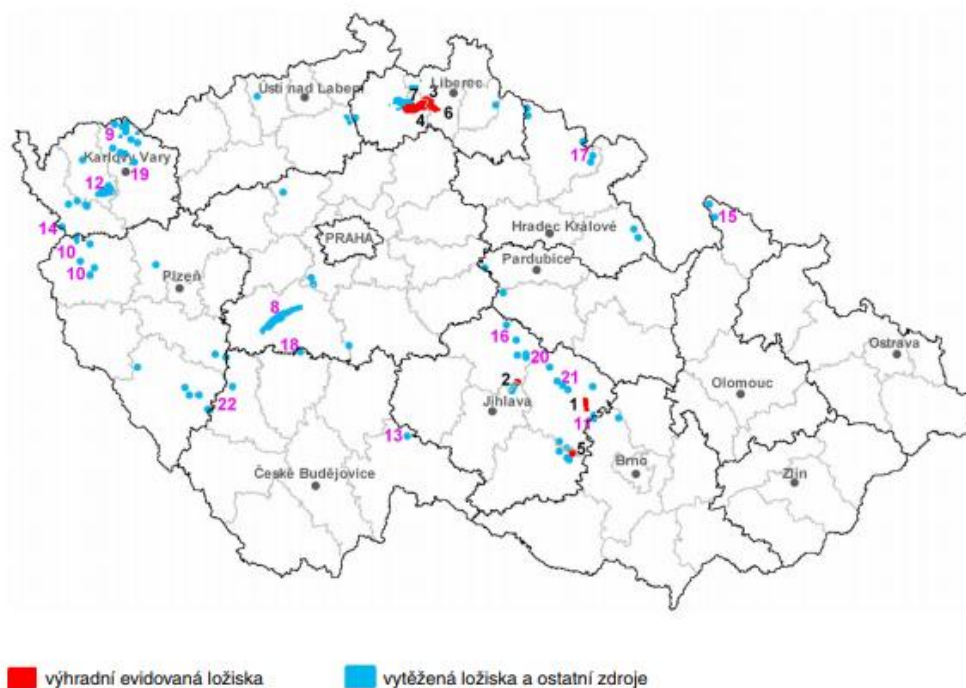 7
3
Liberec
Ústí nad Labem
4
6
9
Karlovy Vary
19
17
12
15
14
Hradec Králové
PRAHA
10
Pardubice
10
Plzeň
8
16
Ostrava
18
20
2
21
Olomouc
Jihlava
1
22
11
13
5
Brno
České Budějovice
Zlín
výhradní evidovaná ložiska
vytěžená ložiska a ostatní zdroje